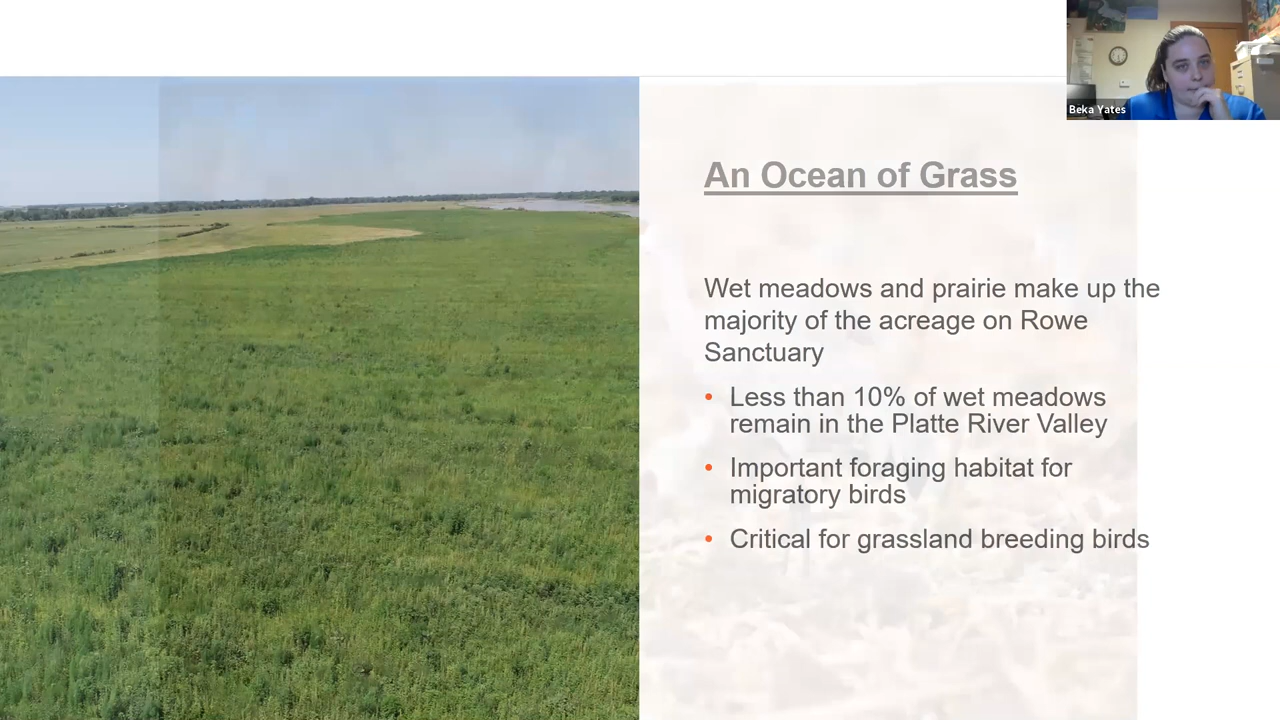 Beka Yates
An Ocean of Grass
Wet meadows and prairie make up the
majority of the acreage on Rowe
Sanctuary
• Less than 10% of wet meadows
remain in the Platte River Valley
• Important foraging habitat for
migratory birds
• Critical for grassland breeding birds